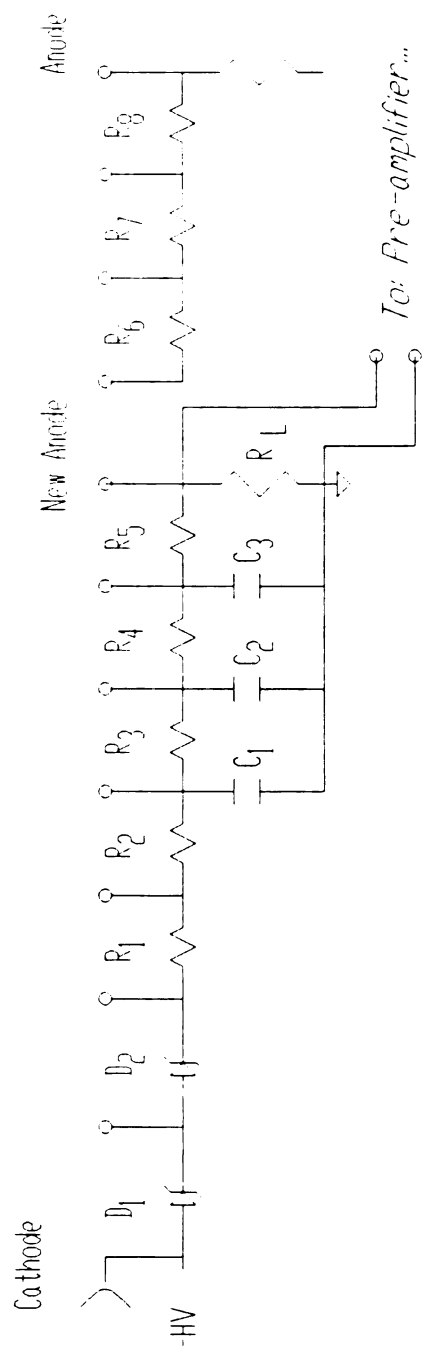 Cathode
-HV
D1
D2
R1
R2
R3
R4
R5
New Anode
R6
R7
R8
Anode
C1
C2
C3
RL
To: Pre-amplifier...